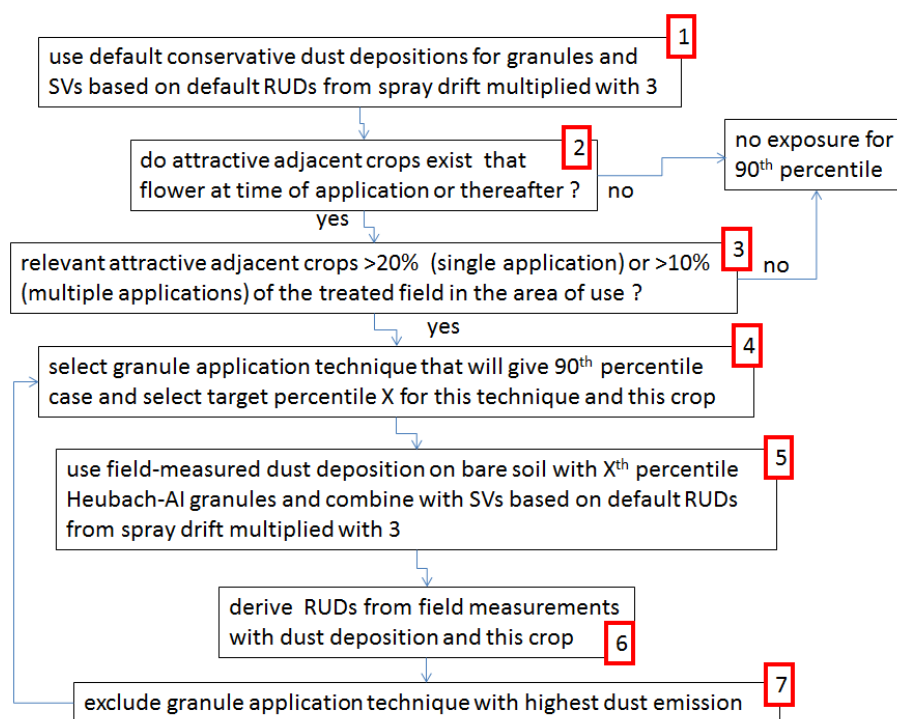 1
use default conservative dust depositions for granules and
SVs based on default RUDs from spray drift multiplied with 3
2
do attractive adjacent crops exist that
flower at time of application or thereafter ?
no
no exposure for
90th percentile
yes
3
relevant attractive adjacent crops >20% (single application) or >10%
(multiple applications) of the treated field in the area of use ?
no
yes
4
select granule application technique that will give 90th percentile
case and select target percentile X for this technique and this crop
5
use field-measured dust deposition on bare soil with Xth percentile
Heubach-AI granules and combine with SVs based on default RUDs
from spray drift multiplied with 3
derive RUDs from field measurements
with dust deposition and this crop
6
7
exclude granule application technique with highest dust emission